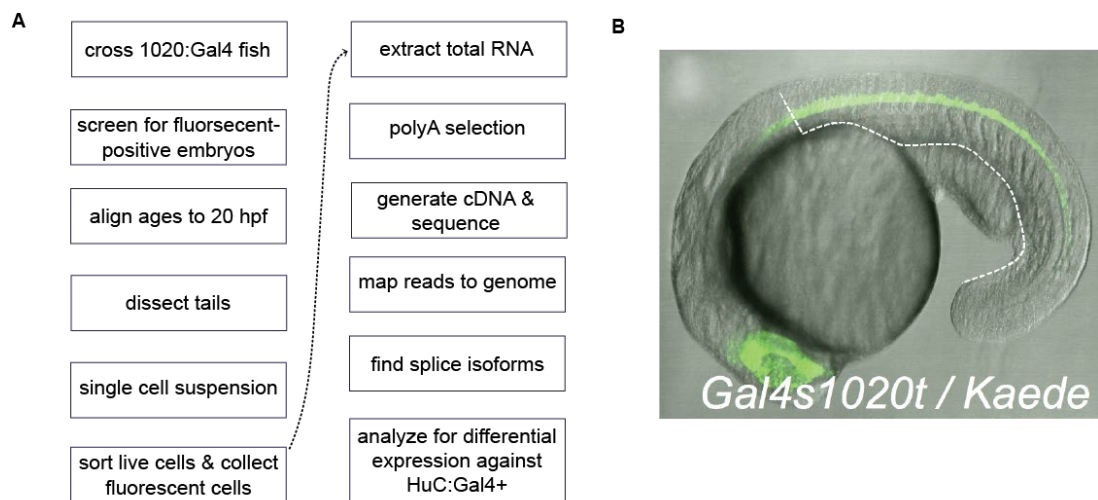 A
cross 1020:Gal4 fish
screen for fluorsecent-
positive embryos
align ages to 20 hpf
dissect tails
single cell suspension
sort live cells & collect
fluorescent cells
extract total RNA
polyA selection
generate cDNA &
sequence
map reads to genome
find splice isoforms
analyze for differential
expression against
HuC:Gal4+
B
Gal4s1020t / Kaede